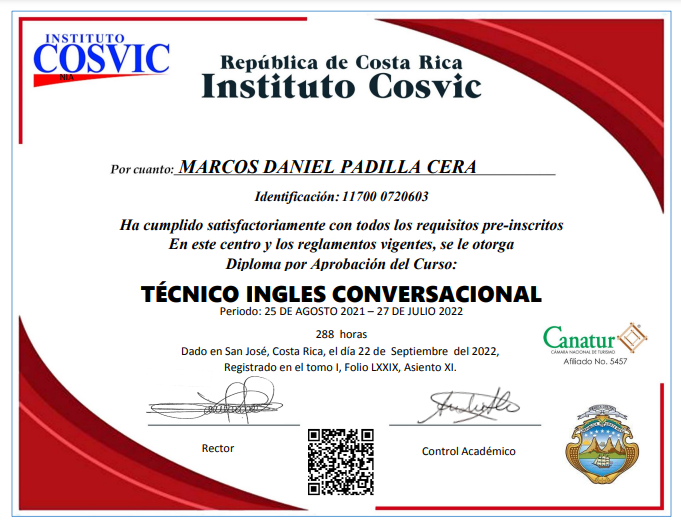 INSTITUTO
COSVIC
NIA
República de Costa Rica
Instituto Cosvic
Por cuanto: MARCOS DANIEL PADILLA CERA
Identificación: 11700 0720603
Ha cumplido satisfactoriamente con todos los requisitos pre-inscritos
En este centro y los reglamentos vigentes, se le otorga
Diploma por Aprobación del Curso:
TÉCNICO INGLES CONVERSACIONAL
Periodo: 25 DE AGOSTO 2021 – 27 DE JULIO 2022
288 horas
Dado en San José, Costa Rica, el día 22 de Septiembre del 2022,
Registrado en el tomo I, Folio LXXIX, Asiento XI.
Canatur
CÁMARA NACIONAL DE TURISMO
Afiliado No. 5457
Rector
Control Académico